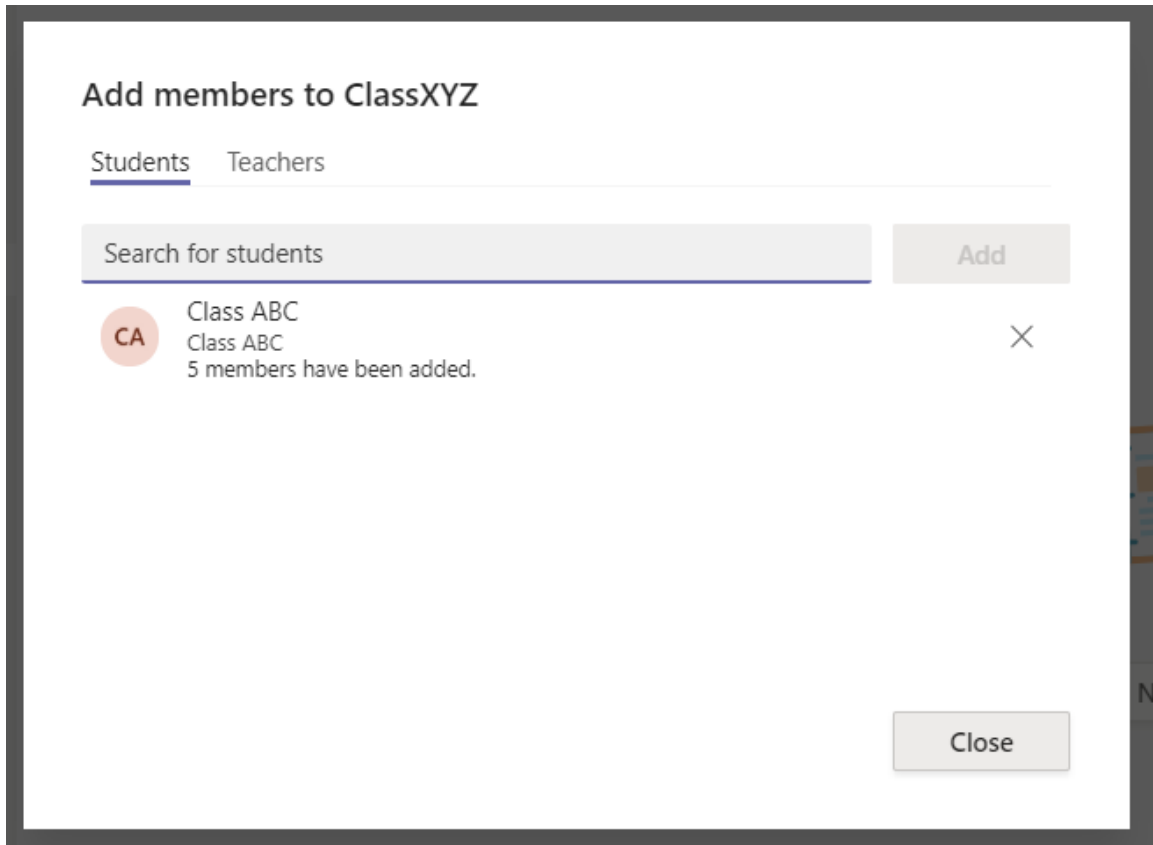 Add members to ClassXYZ
Students Teachers
Search for students Add
CA
Class ABC
Class ABC
5 members have been added.
N
Close